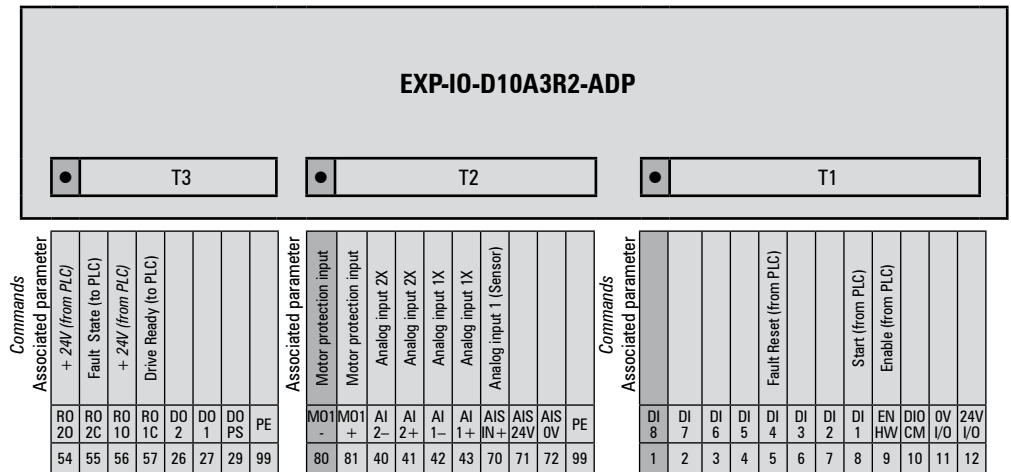 EXP-IO-D10A3R2-ADP
T3
T2
T1
Commands
Associated parameter
+ 24V (from PLC)
Fault State (to PLC)
+ 24V (from PLC)
Drive Ready (to PLC)
RO 20 RO 2C RO 10 RO 1C DO 2 DO 1 DO PS PE
54 55 56 57 26 27 29 99
Associated parameter
Motor protection input
Motor protection input
Analog input 2X
Analog input 2X
Analog input 1X
Analog input 1X
Analog input 1 (Sensor)
MO1 - MO1 + AI 2– AI 2+ AI 1– AI 1+ AIS IN+ AIS 24V AIS 0V PE
80 81 40 41 42 43 70 71 72 99
Commands
Associated parameter
Fault Reset (from PLC)
Start (from PLC)
Enable (from PLC)
DI 8 DI 7 DI 6 DI 5 DI 4 DI 3 DI 2 DI 1 EN HW DIO CM 0V I/O 24V I/O
1 2 3 4 5 6 7 8 9 10 11 12